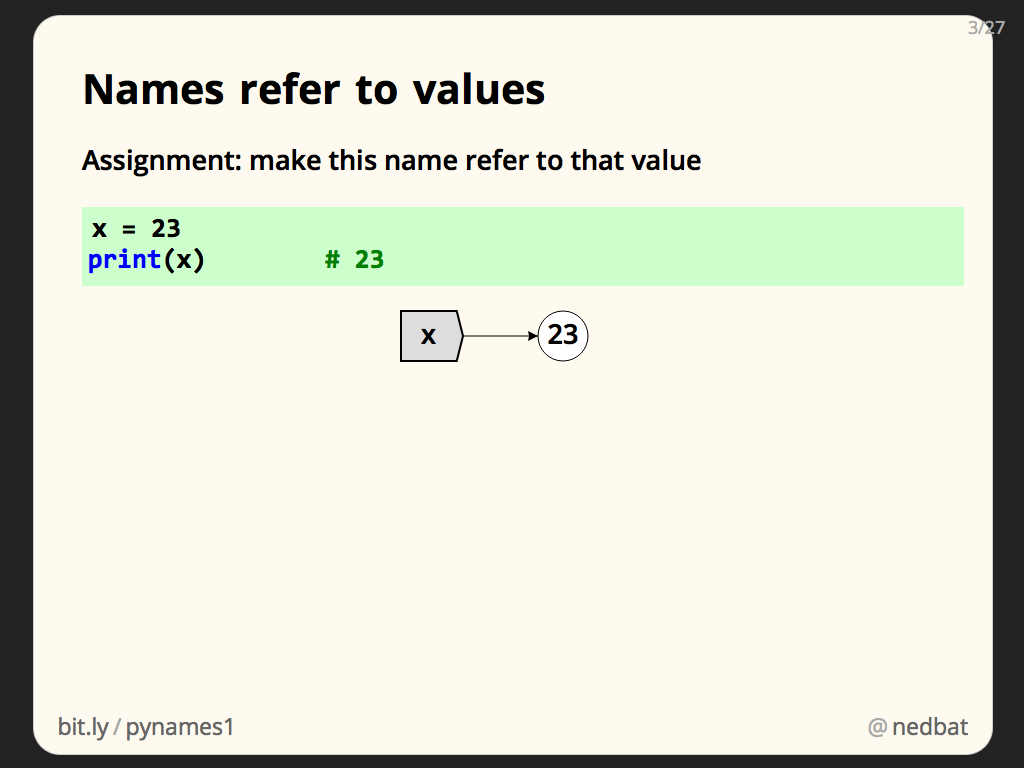 3/27
Names refer to values
Assignment: make this name refer to that value
x = 23
print(x)        # 23
x 23
bit.ly/pynames1 @nedbat